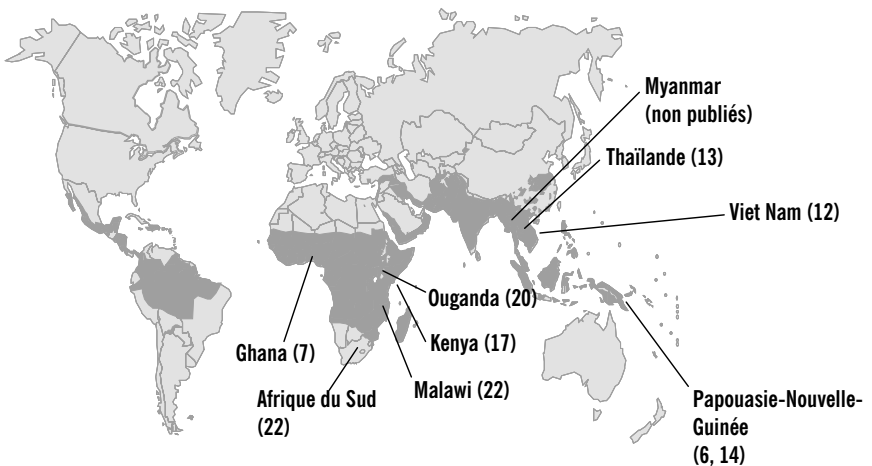 Myanmar
(non publiés)
Thaïlande (13)
Viet Nam (12)
Ouganda (20)
Kenya (17)
Ghana (7)
Malawi (22)
Afrique du Sud
(22)
Papouasie-Nouvelle-
Guinée
(6, 14)